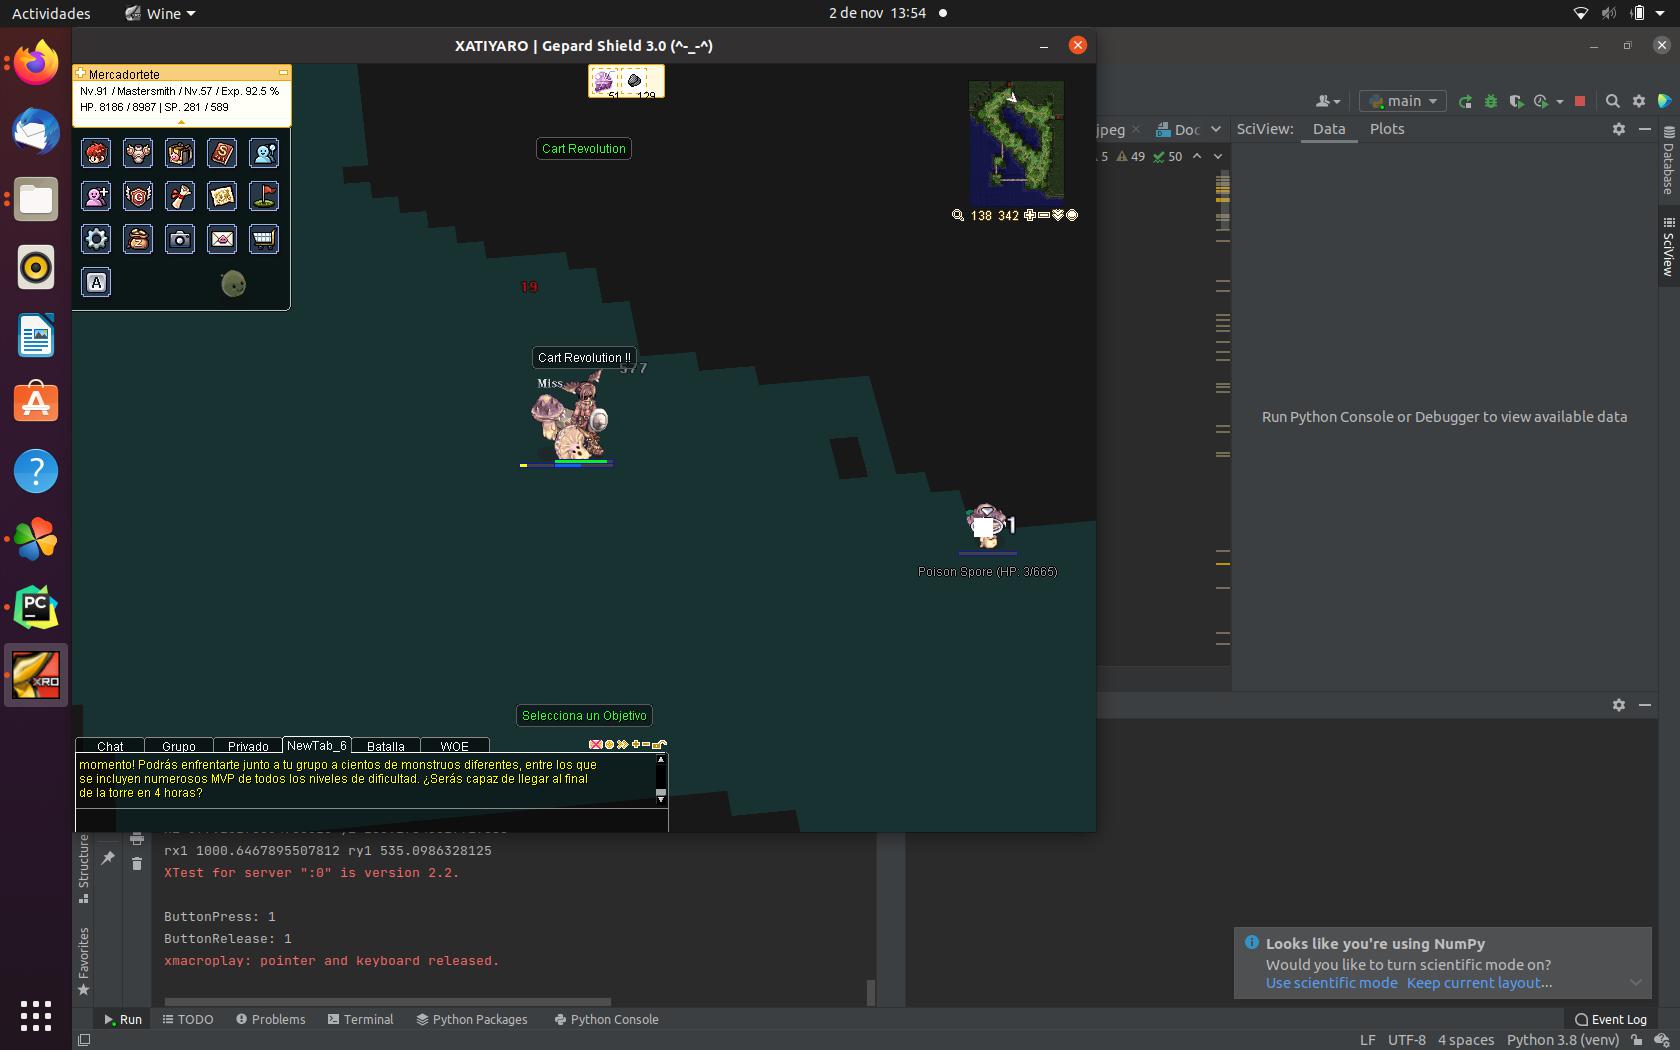 Actividades
Wine
2 de nov 13:54
XATIYARO | Gepard Shield 3.0 (^-_-^)
Mercadortete
Nv.91 / Mastersmith / Nv.57 / Exp. 92.5 %
HP. 8186 / 8987 | SP. 281 / 589
51 129
Cart Revolution
138 342
19
Cart Revolution !!
577
Miss
1
Poison Spore (HP: 3/665)
Selecciona un Objetivo
Chat Grupo Privado NewTab_6 Batalla WOE
momento! Podrás enfrentarte junto a tu grupo a cientos de monstruos diferentes, entre los que
se incluyen numerosos MVP de todos los niveles de dificultad. ¿Serás capaz de llegar al final
de la torre en 4 horas?
A
XRO
PC
main
jpeg
Doc
SciView: Data Plots
5 49 50
Database
SciView
Run Python Console or Debugger to view available data
rx1 1000.6467895507812 ry1 535.0986328125
XTest for server ":0" is version 2.2.
ButtonPress: 1
ButtonRelease: 1
xmacroplay: pointer and keyboard released.
Structure
Favorites
Looks like you're using NumPy
Would you like to turn scientific mode on?
Use scientific mode Keep current layout...
Run TODO Problems Terminal Python Packages Python Console
Event Log
LF UTF-8 4 spaces Python 3.8 (venv)